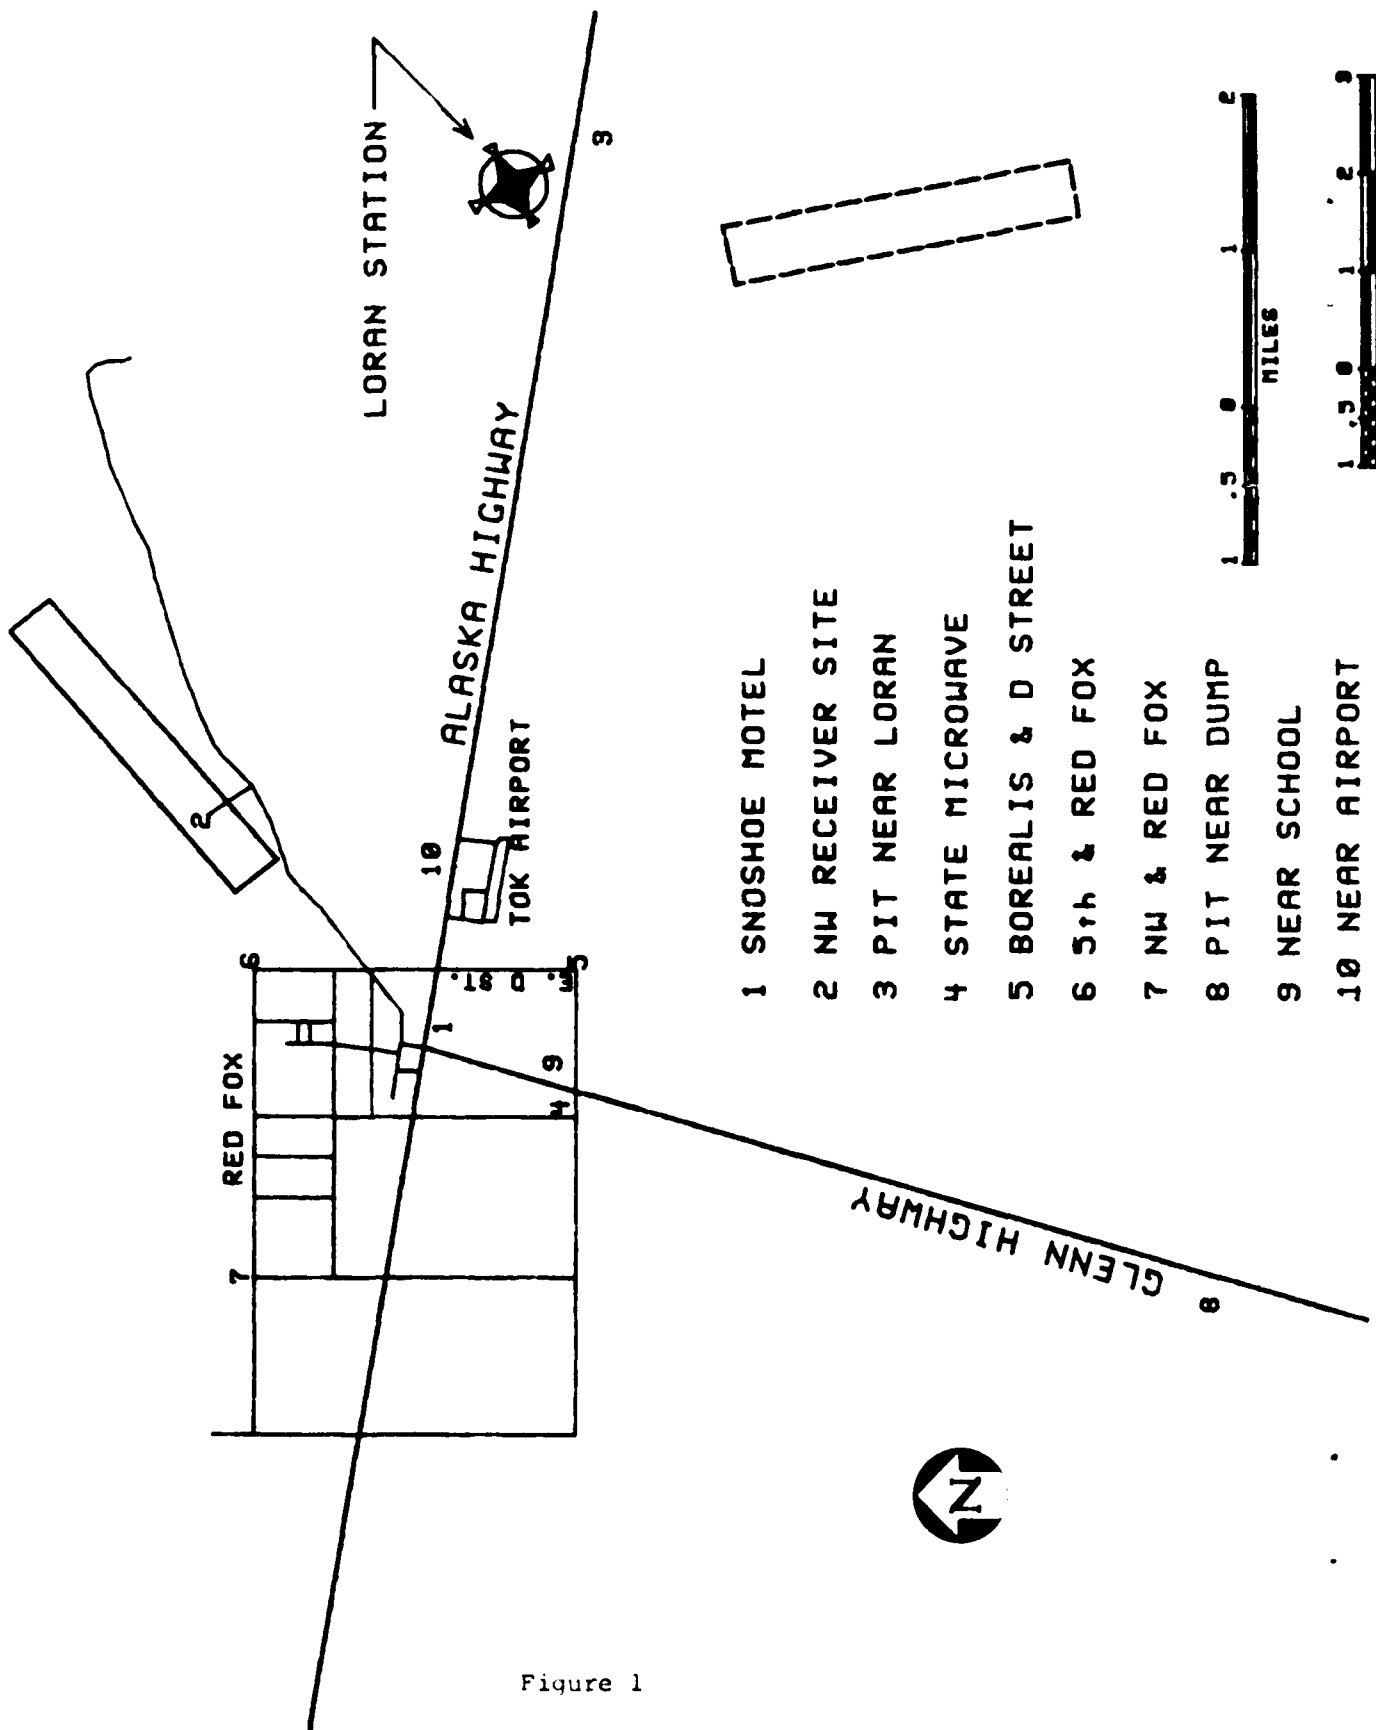 LORAN STATION
3
ALASKA HIGHWAY
2
10
TOK AIRPORT
6
5
D ST.
1
RED FOX
9
4
7
GLENN HIGHWAY
8
N
1 SNOSHOE MOTEL
2 NW RECEIVER SITE
3 PIT NEAR LORAN
4 STATE MICROWAVE
5 BOREALIS & D STREET
6 5th & RED FOX
7 NW & RED FOX
8 PIT NEAR DUMP
9 NEAR SCHOOL
10 NEAR AIRPORT
1 .5 0 1 2
MILES
1 .5 0 1 2 3
Figure 1